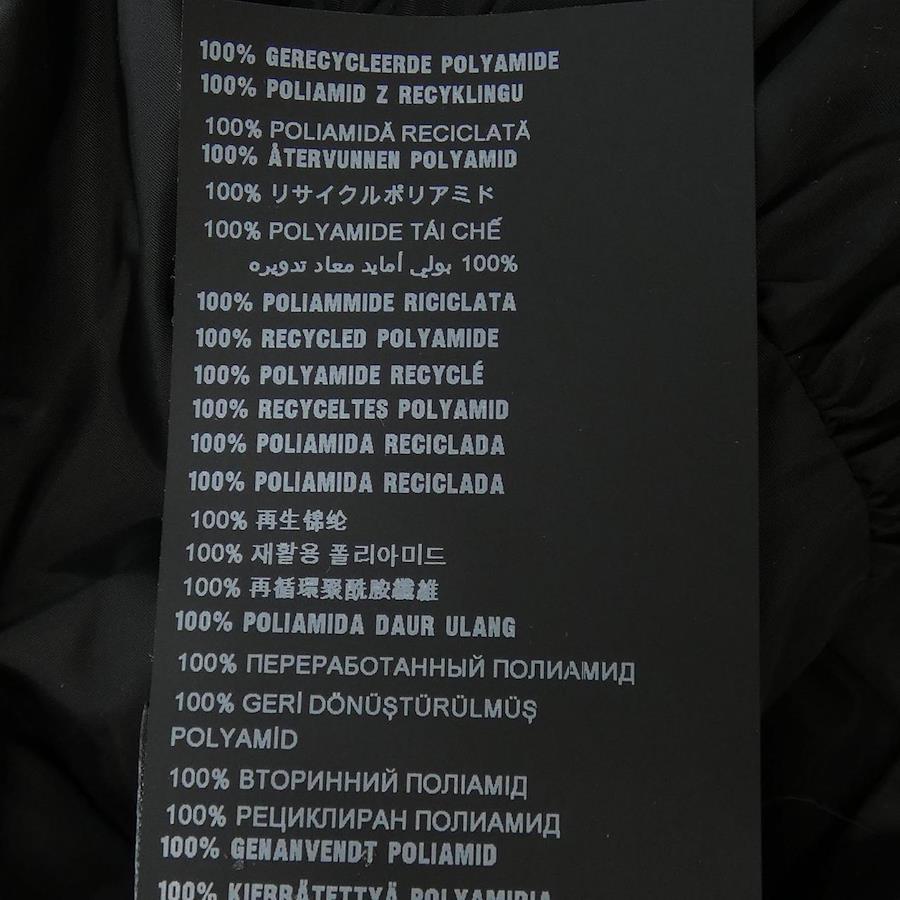 100% GERECYCLEERDE POLYAMIDE
100% POLIAMID Z RECYKLINGU
100% POLIAMIDĂ RECICLATĂ
100% ÅTERVUNNEN POLYAMID
100% リサイクルポリアミド
100% POLYAMIDE TÁI CHẾ
100% بولي أمايد معاد تدويره
100% POLIAMMIDE RICICLATA
100% RECYCLED POLYAMIDE
100% POLYAMIDE RECYCLÉ
100% RECYCELTES POLYAMID
100% POLIAMIDA RECICLADA
100% POLIAMIDA RECICLADA
100% 再生锦纶
100% 재활용 폴리아미드
100% 再循環聚酰胺纖維
100% POLIAMIDA DAUR ULANG
100% ПЕРЕРАБОТАННЫЙ ПОЛИАМИД
100% GERİ DÖNÜŞTÜRÜLMÜŞ
POLYAMİD
100% ВТОРИННИЙ ПОЛІАМІД
100% РЕЦИКЛИРАН ПОЛИАМИД
100% GENANVENDT POLIAMID
100% KIERRÄTETTYÄ POLYAMIDIA